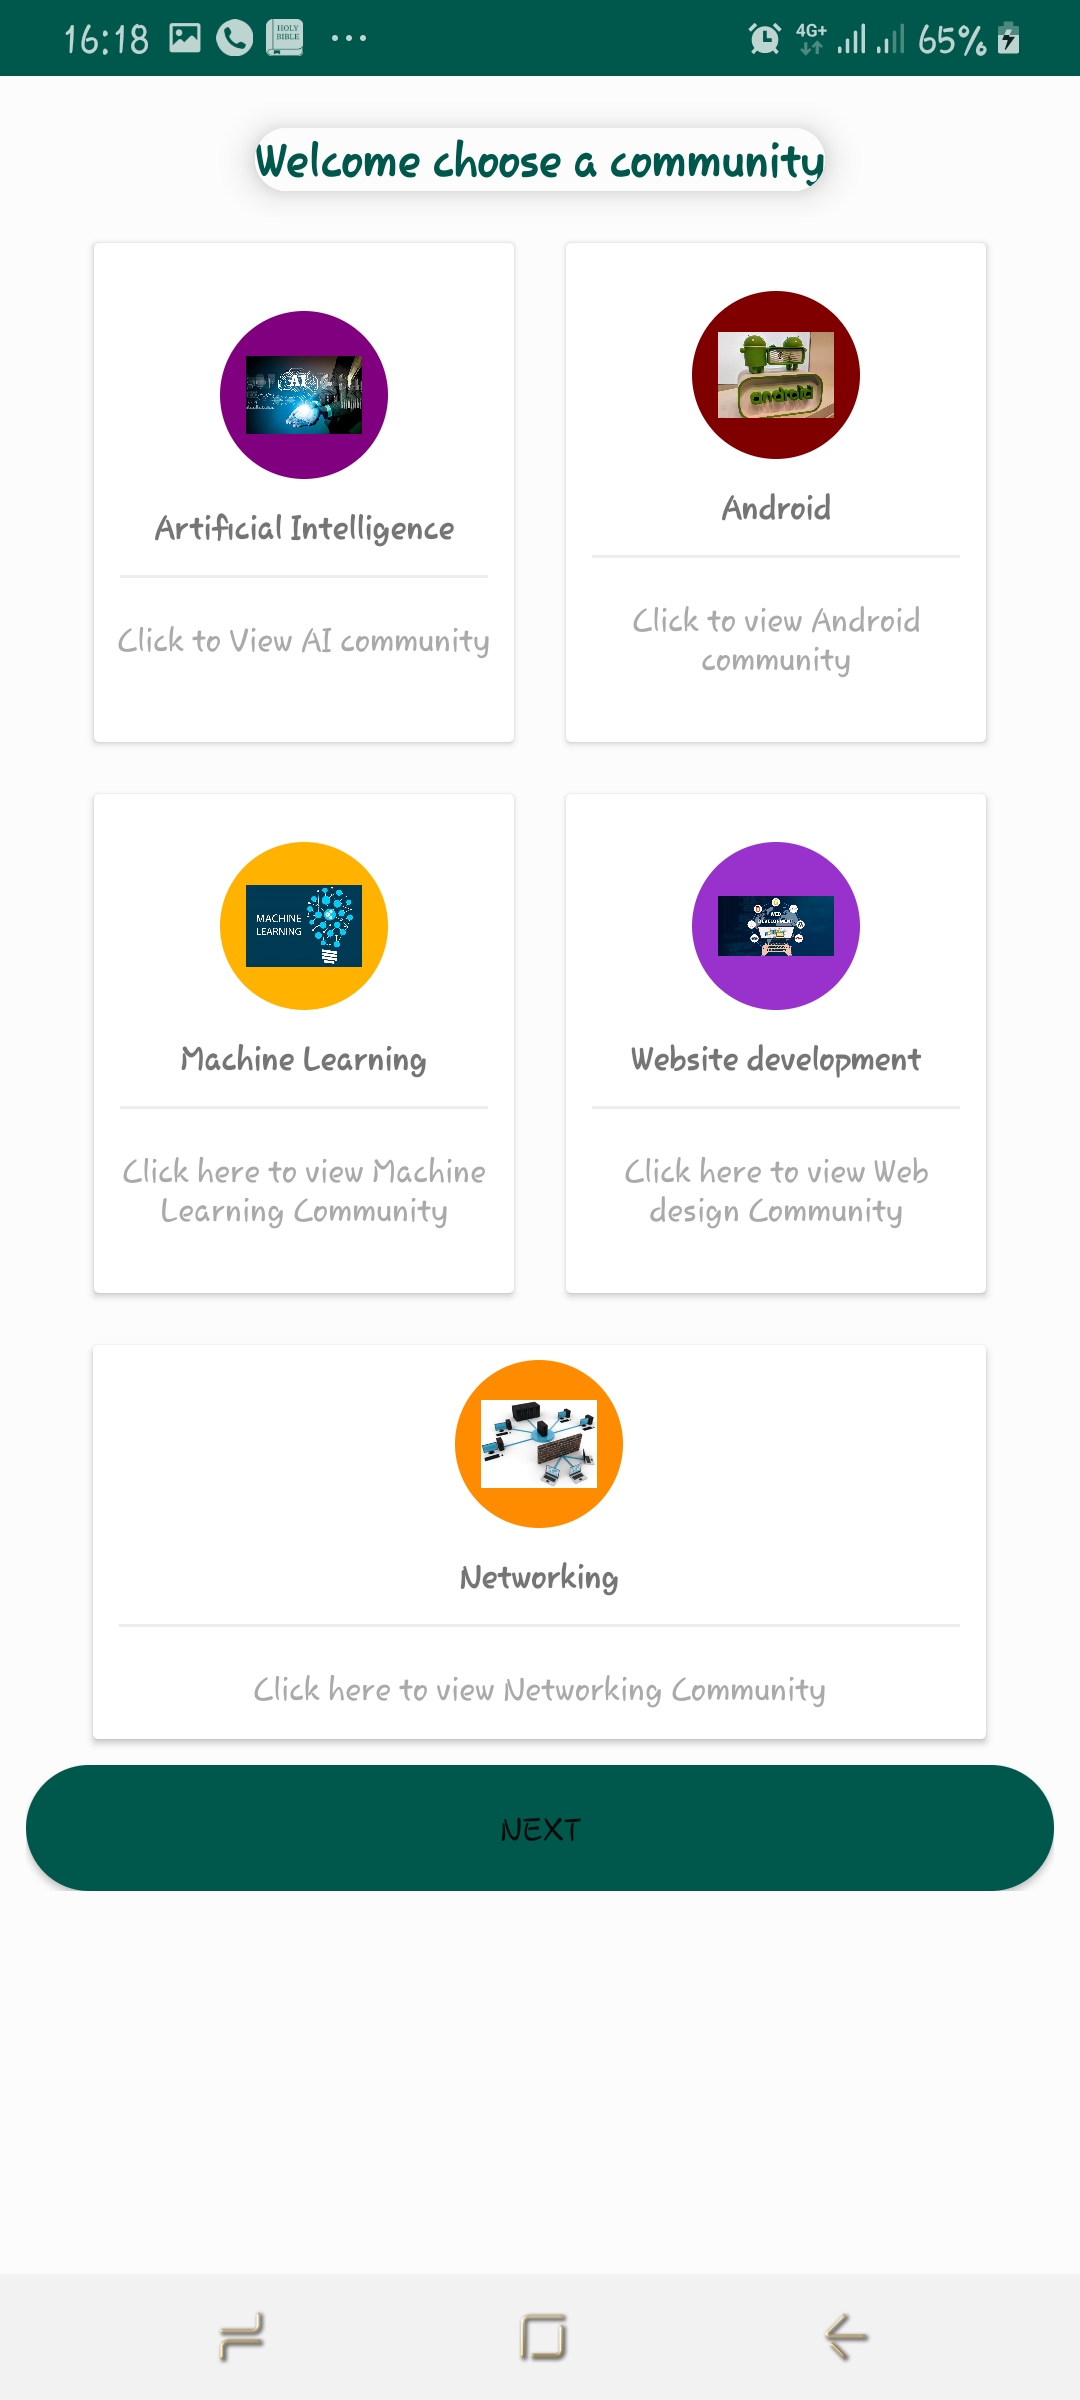 16:18
HOLY
BIBLE
4G+
65%
Welcome choose a community
AI
Artificial Intelligence
Click to View AI community
android
Android
Click to view Android
community
MACHINE
LEARNING
Machine Learning
Click here to view Machine
Learning Community
WEB
DEVELOPMENT
Website development
Click here to view Web
design Community
Networking
Click here to view Networking Community
NEXT